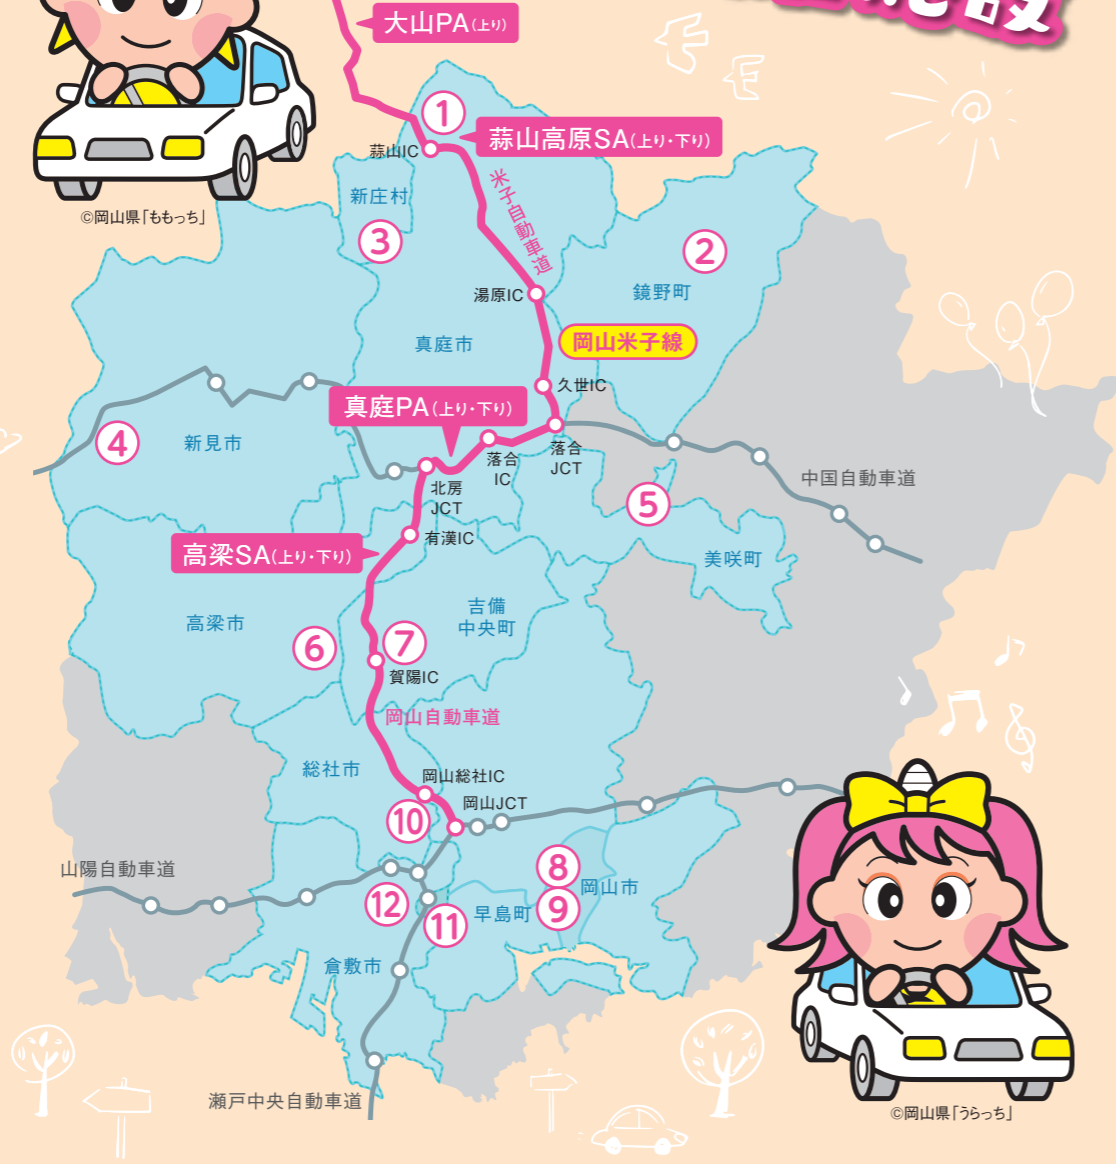 設
大山PA(上り)
①
蒜山高原SA(上り・下り)
蒜山IC
米子自動車道
新庄村
©岡山県「ももっち」
③
②
湯原IC
鏡野町
真庭市
岡山米子線
久世IC
真庭PA(上り・下り)
④
新見市
落合
JCT
落合
IC
中国自動車道
北房
JCT
⑤
有漢IC
高梁SA(上り・下り)
美咲町
吉備
中央町
高梁市
⑥
⑦
賀陽IC
岡山自動車道
総社市
岡山総社IC
岡山JCT
⑩
山陽自動車道
⑧
岡山市
⑫
⑪
早島町
⑨
倉敷市
瀬戸中央自動車道
©岡山県「うらっち」